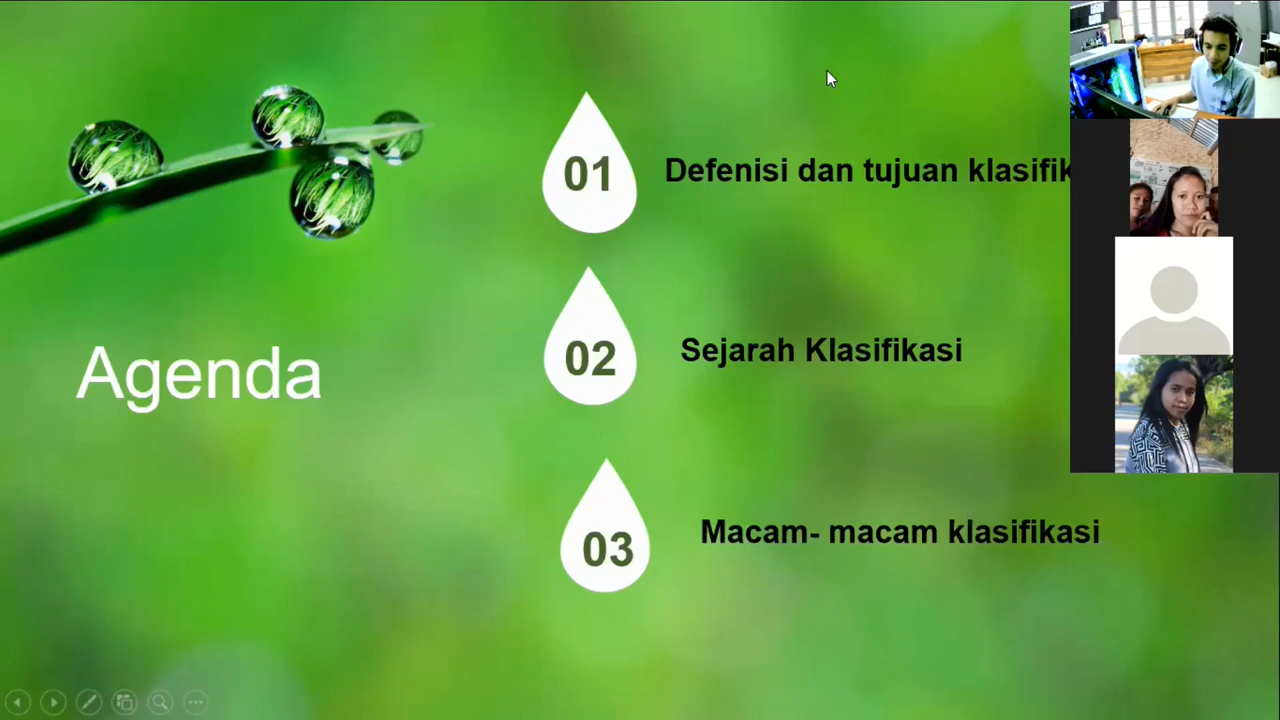 Agenda
01
Defenisi dan tujuan klasifik
02
Sejarah Klasifikasi
03
Macam- macam klasifikasi